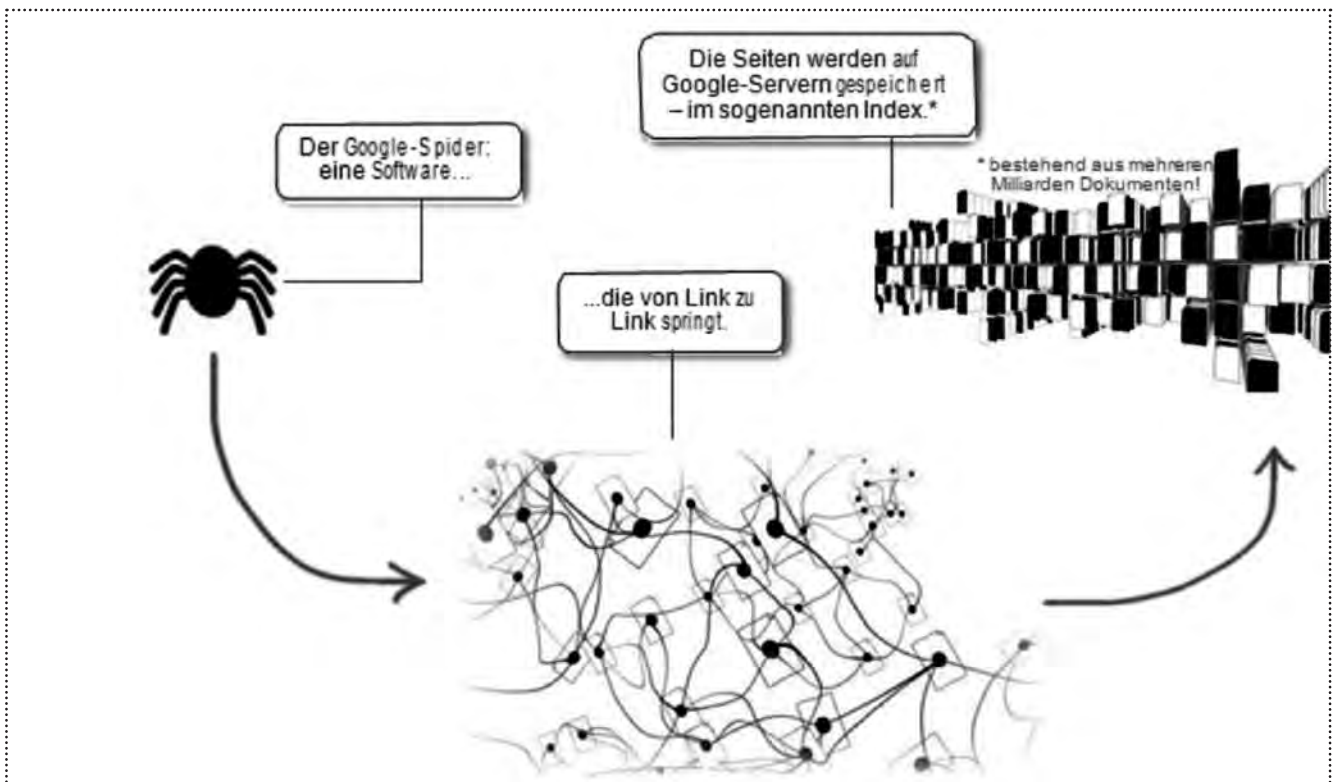 Der Google-Spider:
eine Software...
...die von Link zu
Link springt.
Die Seiten werden auf
Google-Servern gespeichert
– im sogenannten Index.*
* bestehend aus mehreren
Milliarden Dokumenten!